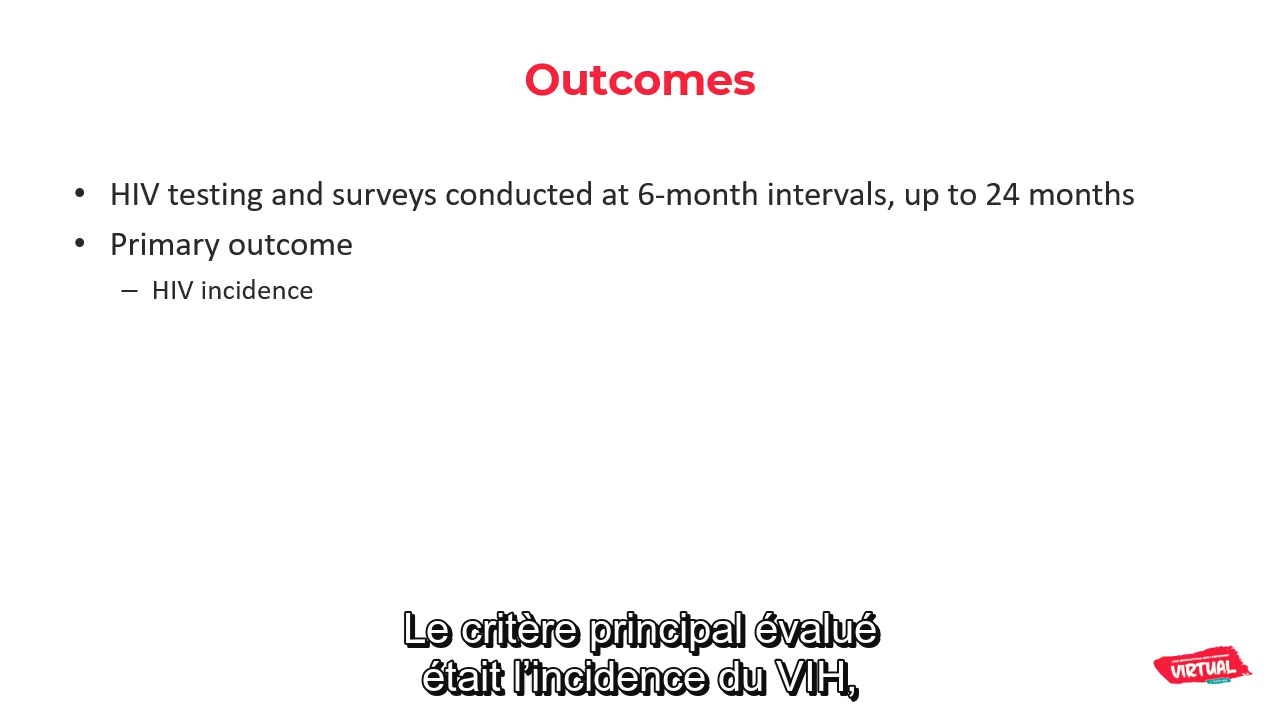 Outcomes
• HIV testing and surveys conducted at 6-month intervals, up to 24 months
• Primary outcome
– HIV incidence
Le critère principal évalué
était l'incidence du VIH,
VIRTUAL